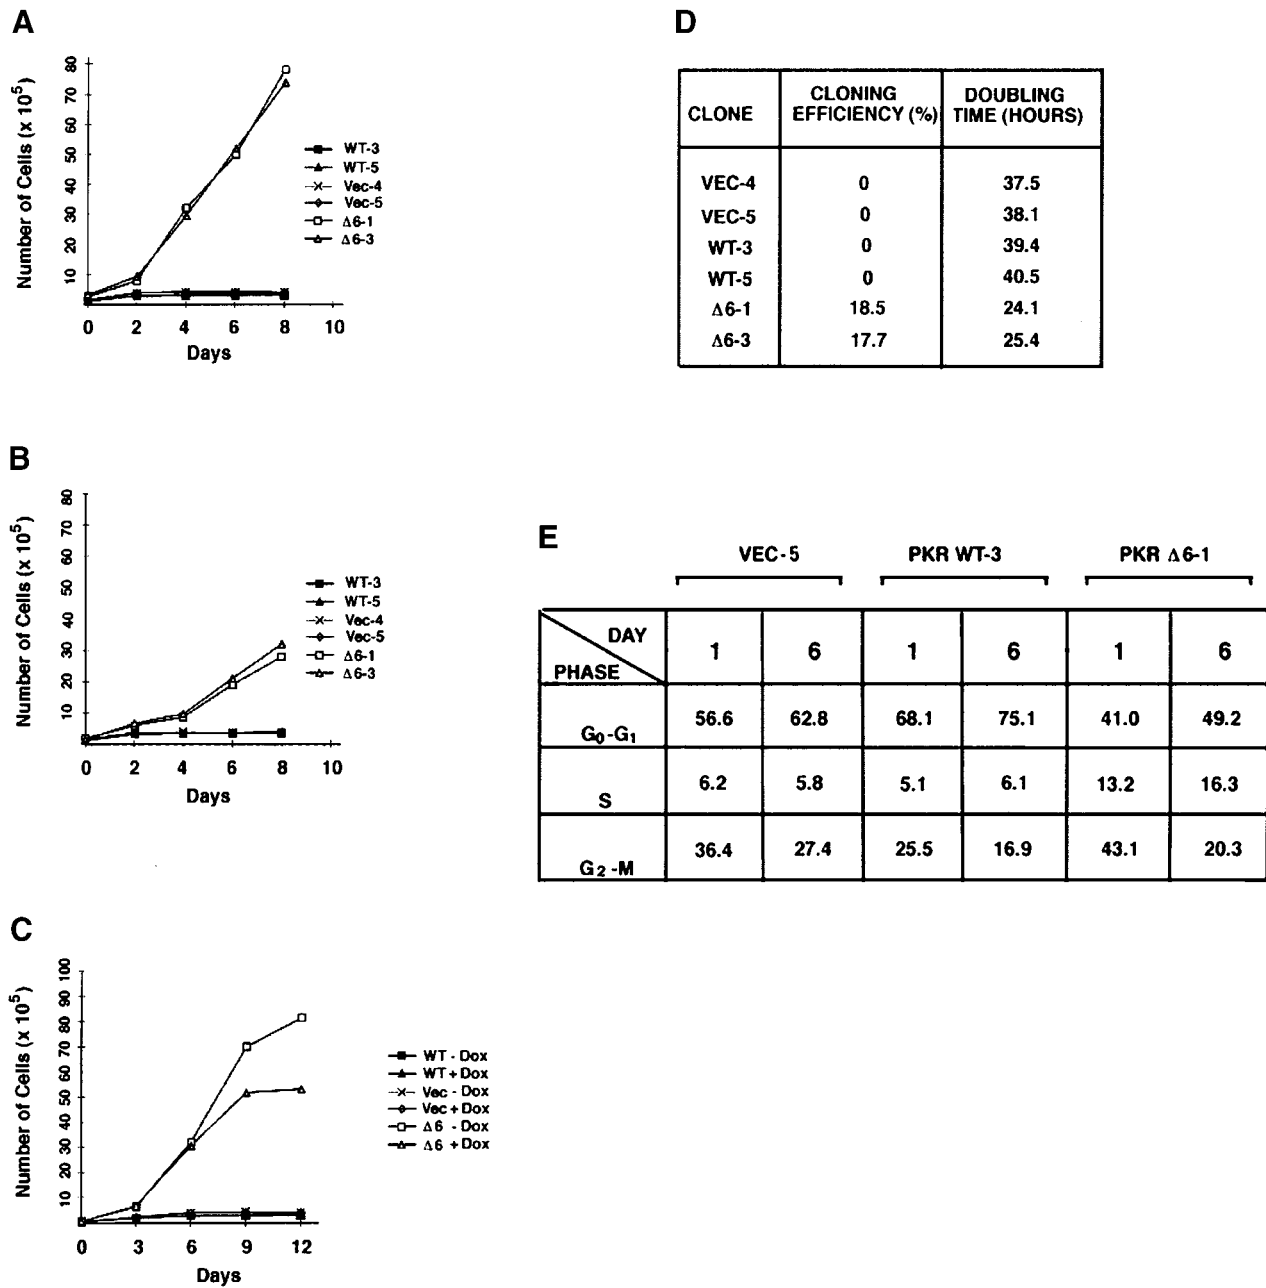 A
Number of Cells (x 10⁵)
80
70
60
50
40
30
20
10
0 2 4 6 8 10
Days
WT-3
WT-5
Vec-4
Vec-5
Δ6-1
Δ6-3
B
Number of Cells (x 10⁵)
80
70
60
50
40
30
20
10
0 2 4 6 8 10
Days
WT-3
WT-5
Vec-4
Vec-5
Δ6-1
Δ6-3
C
Number of Cells (x 10⁵)
100
90
80
70
60
50
40
30
20
10
0 3 6 9 12
Days
WT - Dox
WT + Dox
Vec - Dox
Vec + Dox
Δ6 - Dox
Δ6 + Dox
D
CLONE CLONING EFFICIENCY (%) DOUBLING TIME (HOURS)
VEC-4 0 37.5
VEC-5 0 38.1
WT-3 0 39.4
WT-5 0 40.5
Δ6-1 18.5 24.1
Δ6-3 17.7 25.4
E
VEC-5 PKR WT-3 PKR Δ6-1
DAY 1 6 1 6 1 6
PHASE
G₀-G₁ 56.6 62.8 68.1 75.1 41.0 49.2
S 6.2 5.8 5.1 6.1 13.2 16.3
G₂-M 36.4 27.4 25.5 16.9 43.1 20.3